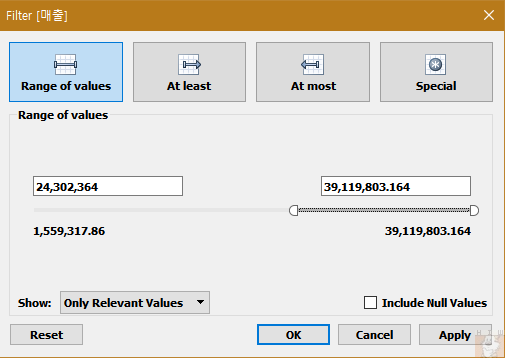 Filter [매출]
Range of values
At least
At most
Special
Range of values
24,302,364
39,119,803.164
1,559,317.86
39,119,803.164
Show:
Only Relevant Values
Include Null Values
Reset
OK
Cancel
Apply